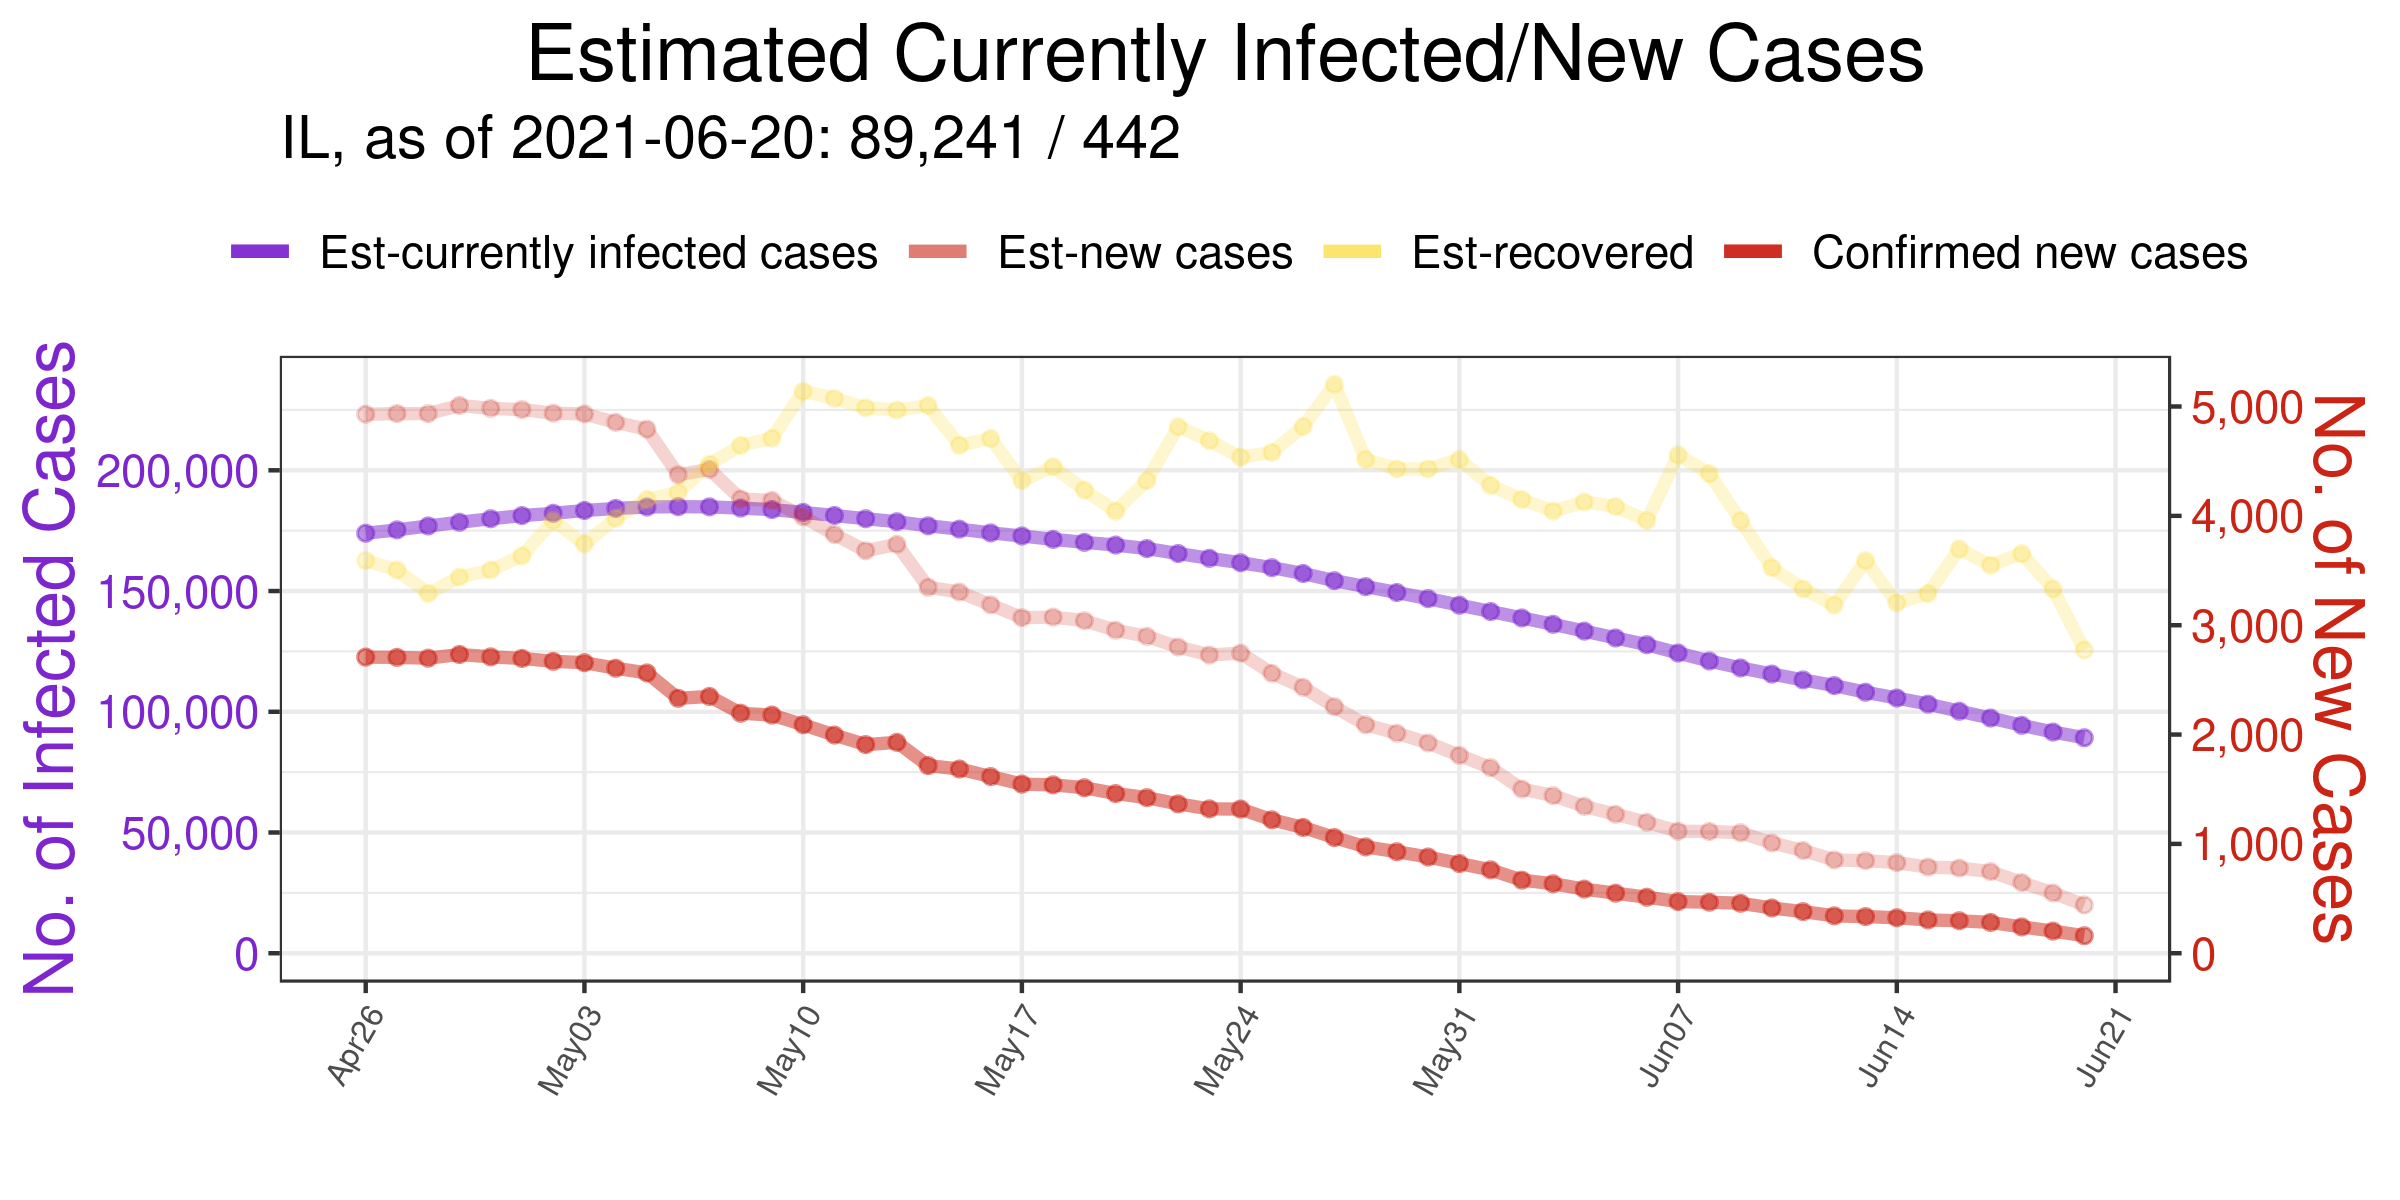 Estimated Currently Infected/New Cases
IL, as of 2021-06-20: 89,241 / 442
Est-currently infected cases Est-new cases Est-recovered Confirmed new cases
No. of Infected Cases
200,000
150,000
100,000
50,000
0
5,000
4,000
3,000
2,000
1,000
0
No. of New Cases
Apr26 May03 May10 May17 May24 May31 Jun07 Jun14 Jun21